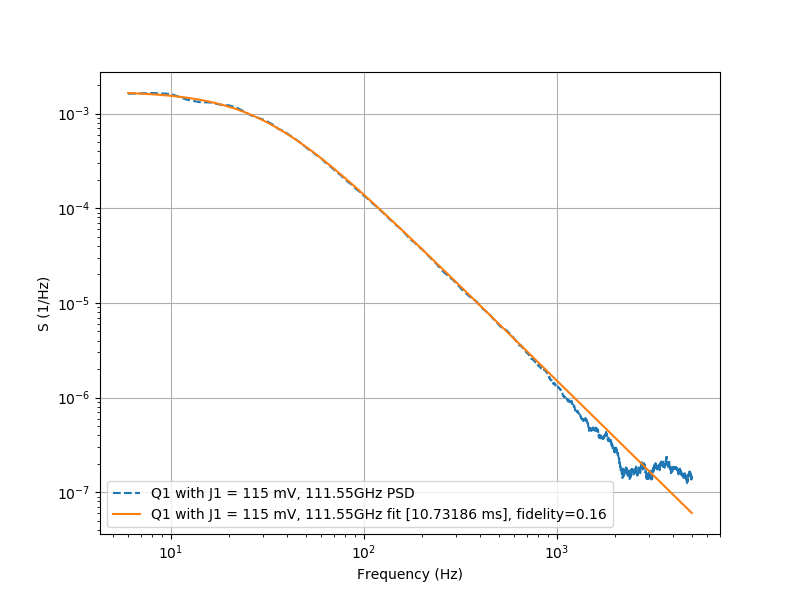 10⁻³
10⁻⁴
10⁻⁵
10⁻⁶
10⁻⁷
S (1/Hz)
Q1 with J1 = 115 mV, 111.55GHz PSD
Q1 with J1 = 115 mV, 111.55GHz fit [10.73186 ms], fidelity=0.16
10¹ 10² 10³
Frequency (Hz)